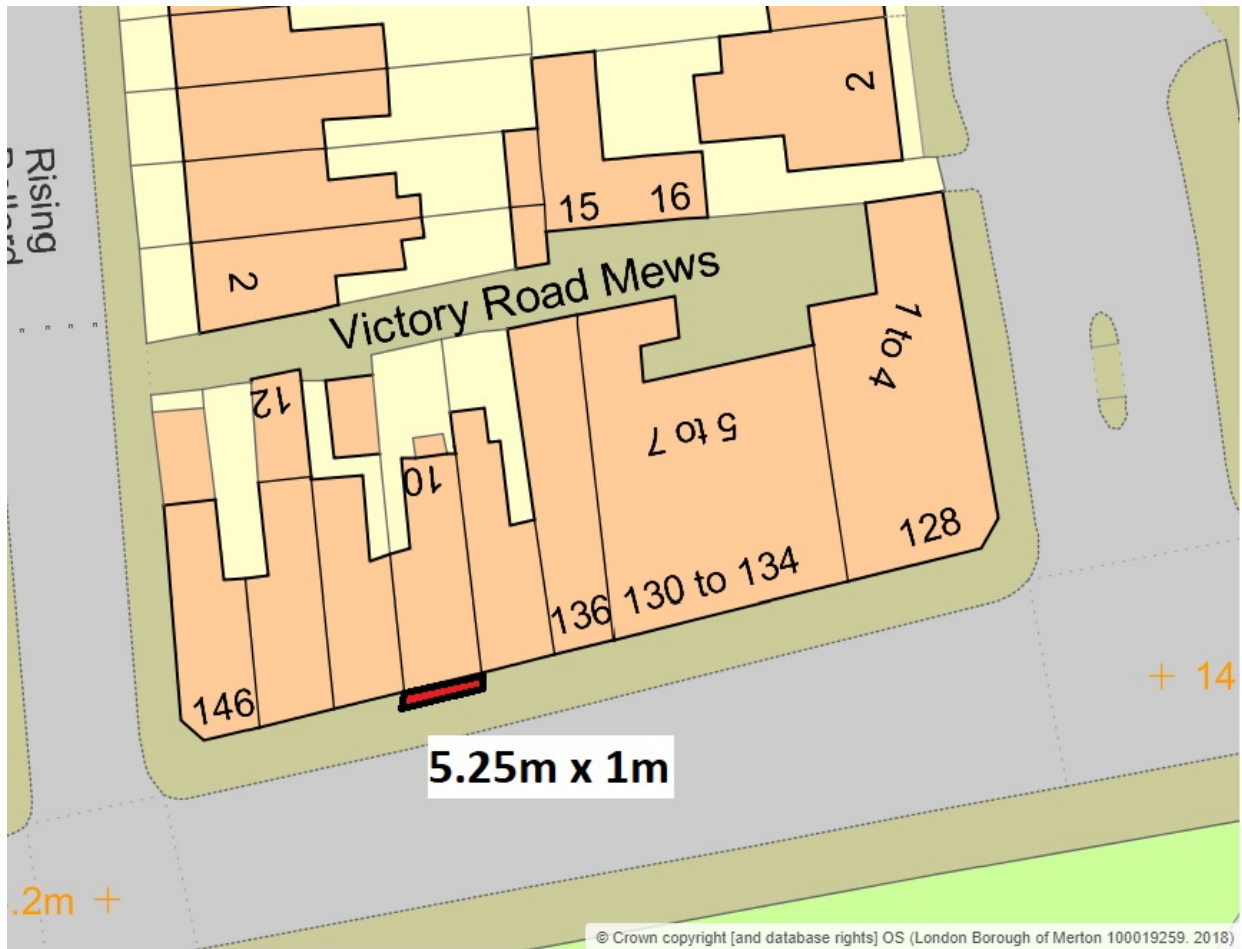 Rising
2
15
16
2
Victory Road Mews
1 to 4
12
5 to 7
10
128
130 to 134
136
146
14
5.25m x 1m
.2m
© Crown copyright [and database rights] OS (London Borough of Merton 100019259, 2018)